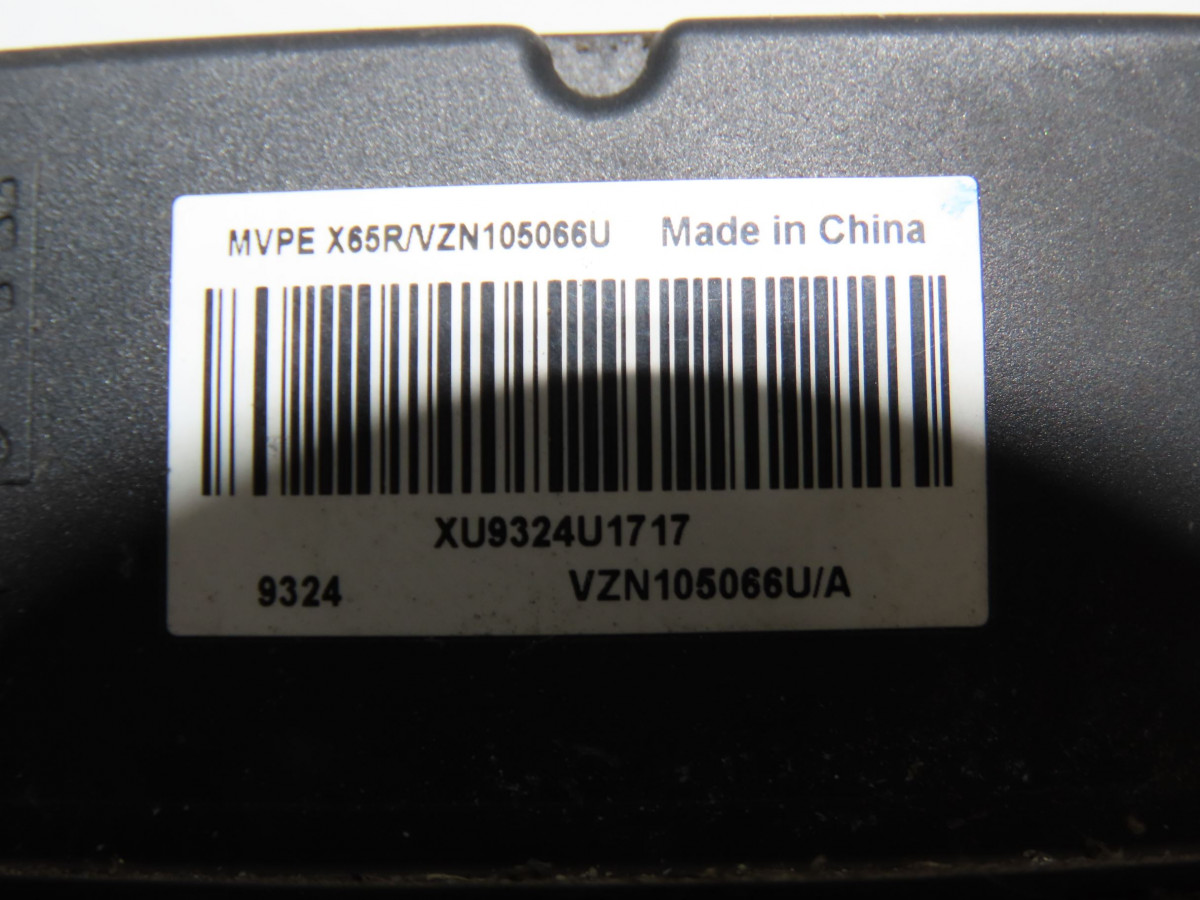 MVPE X65R/VZN105066U Made in China
XU9324U1717
9324 VZN105066U/A